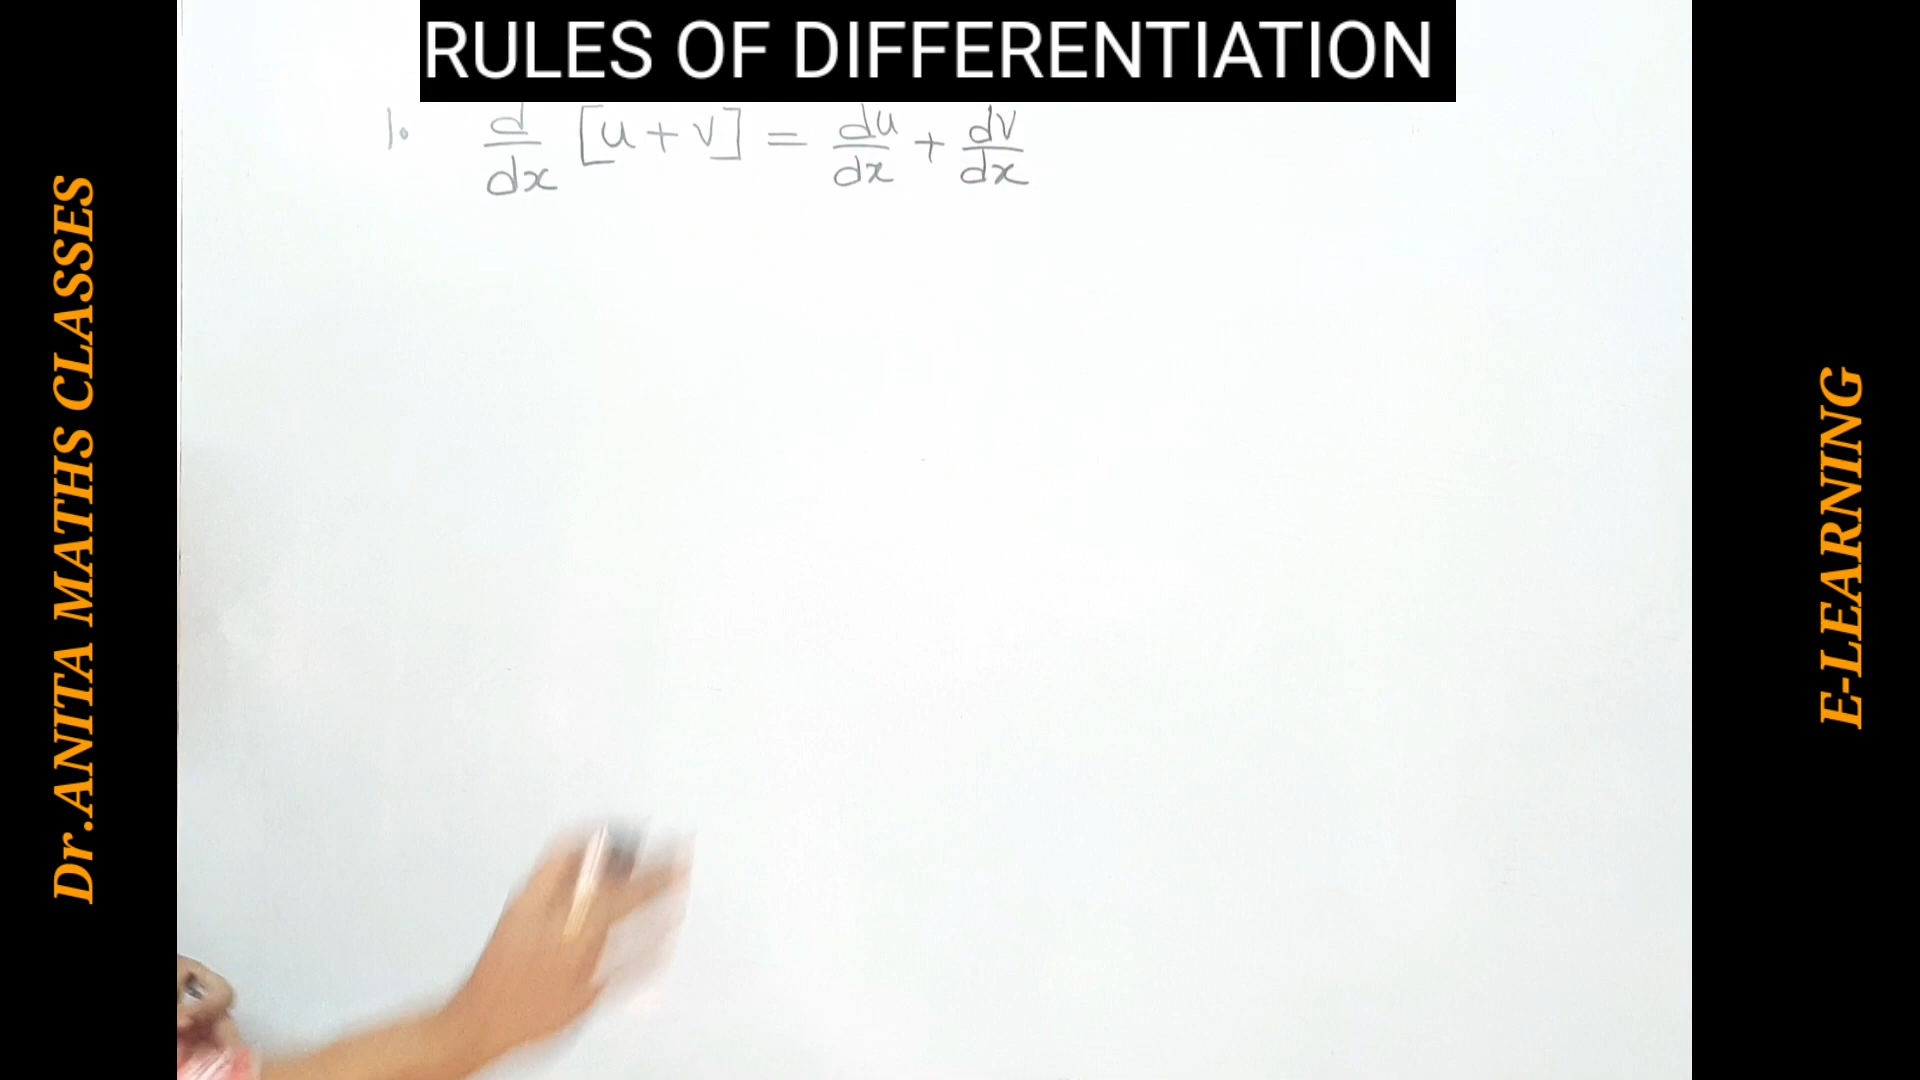 RULES OF DIFFERENTIATION
1. d/dx [u + v] = du/dx + dv/dx
Dr.ANITA MATHS CLASSES
E-LEARNING